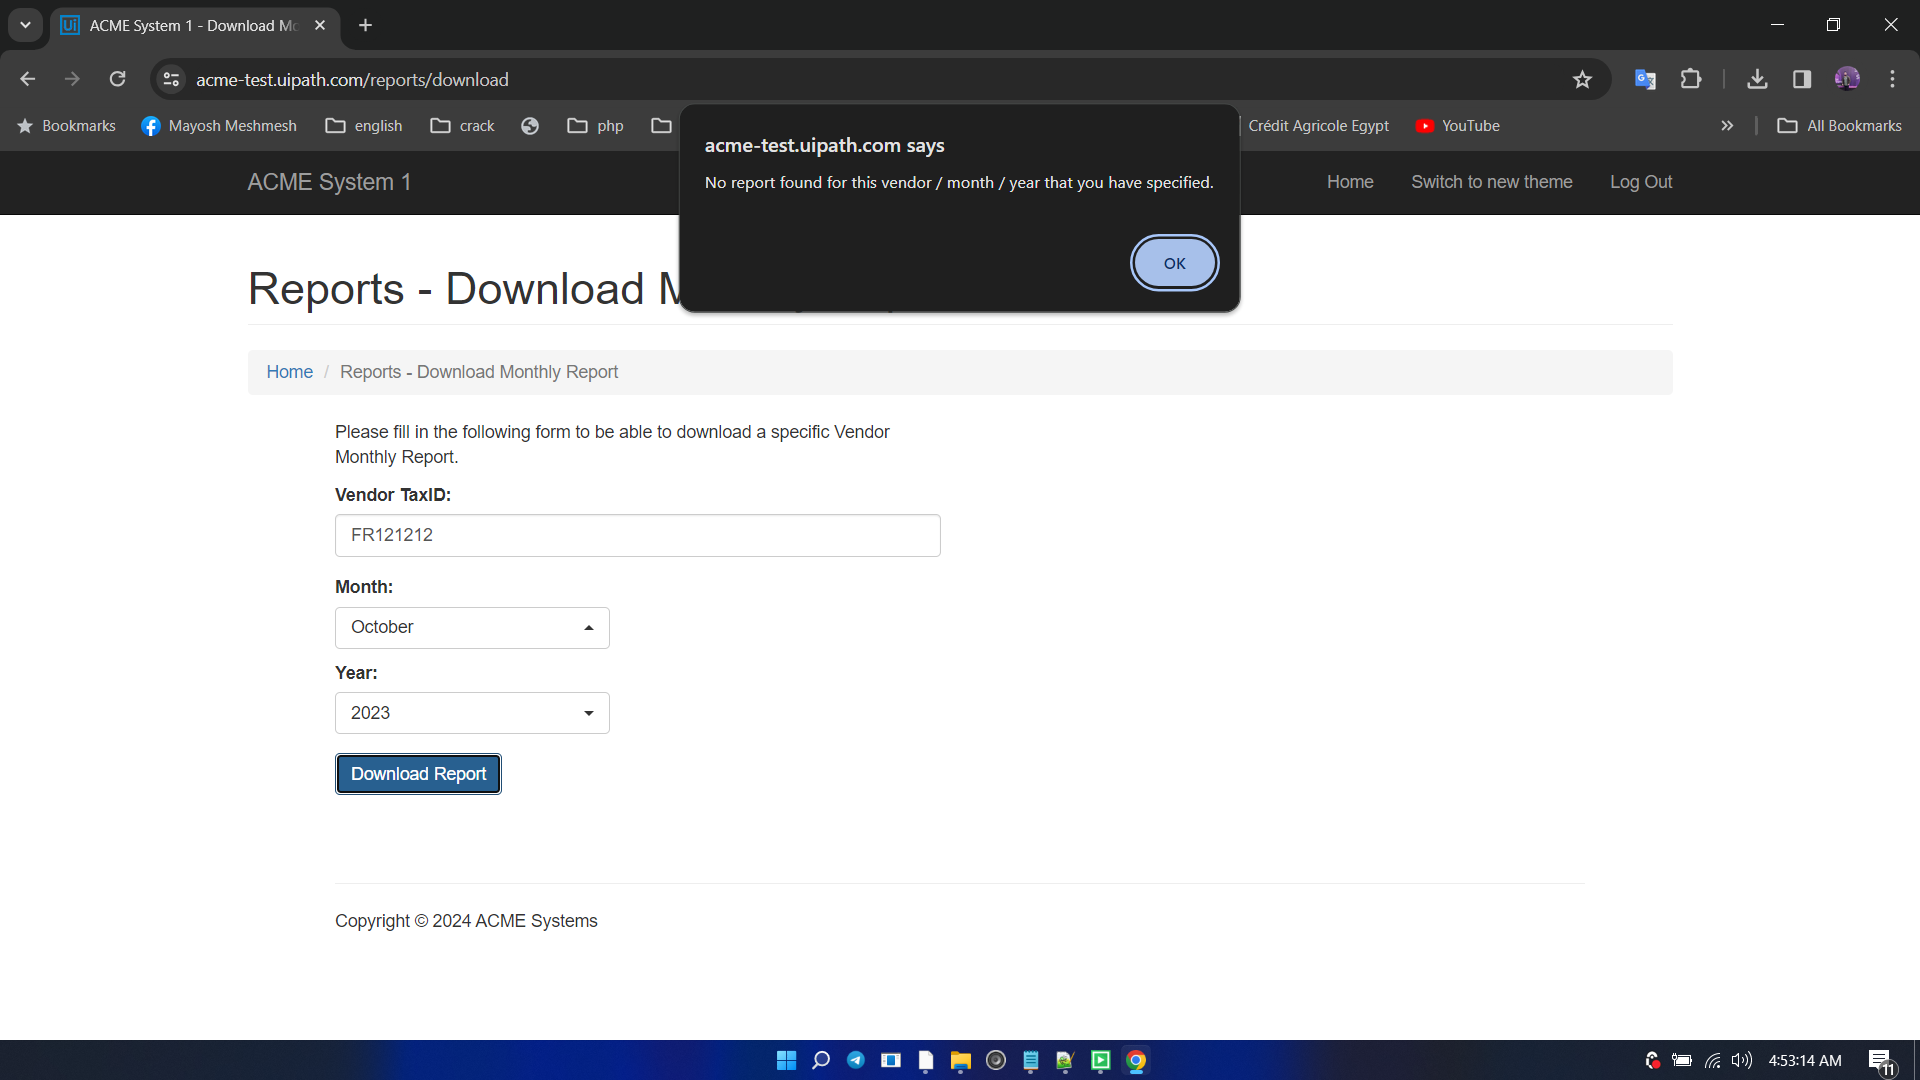 ACME System 1 - Download Mo
acme-test.uipath.com/reports/download
Bookmarks
Mayosh Meshmesh
english
crack
php
Crédit Agricole Egypt
YouTube
All Bookmarks
acme-test.uipath.com says
No report found for this vendor / month / year that you have specified.
OK
ACME System 1
Home
Switch to new theme
Log Out
Reports - Download M
Home / Reports - Download Monthly Report
Please fill in the following form to be able to download a specific Vendor
Monthly Report.
Vendor TaxID:
FR121212
Month:
October
Year:
2023
Download Report
Copyright © 2024 ACME Systems
4:53:14 AM
11